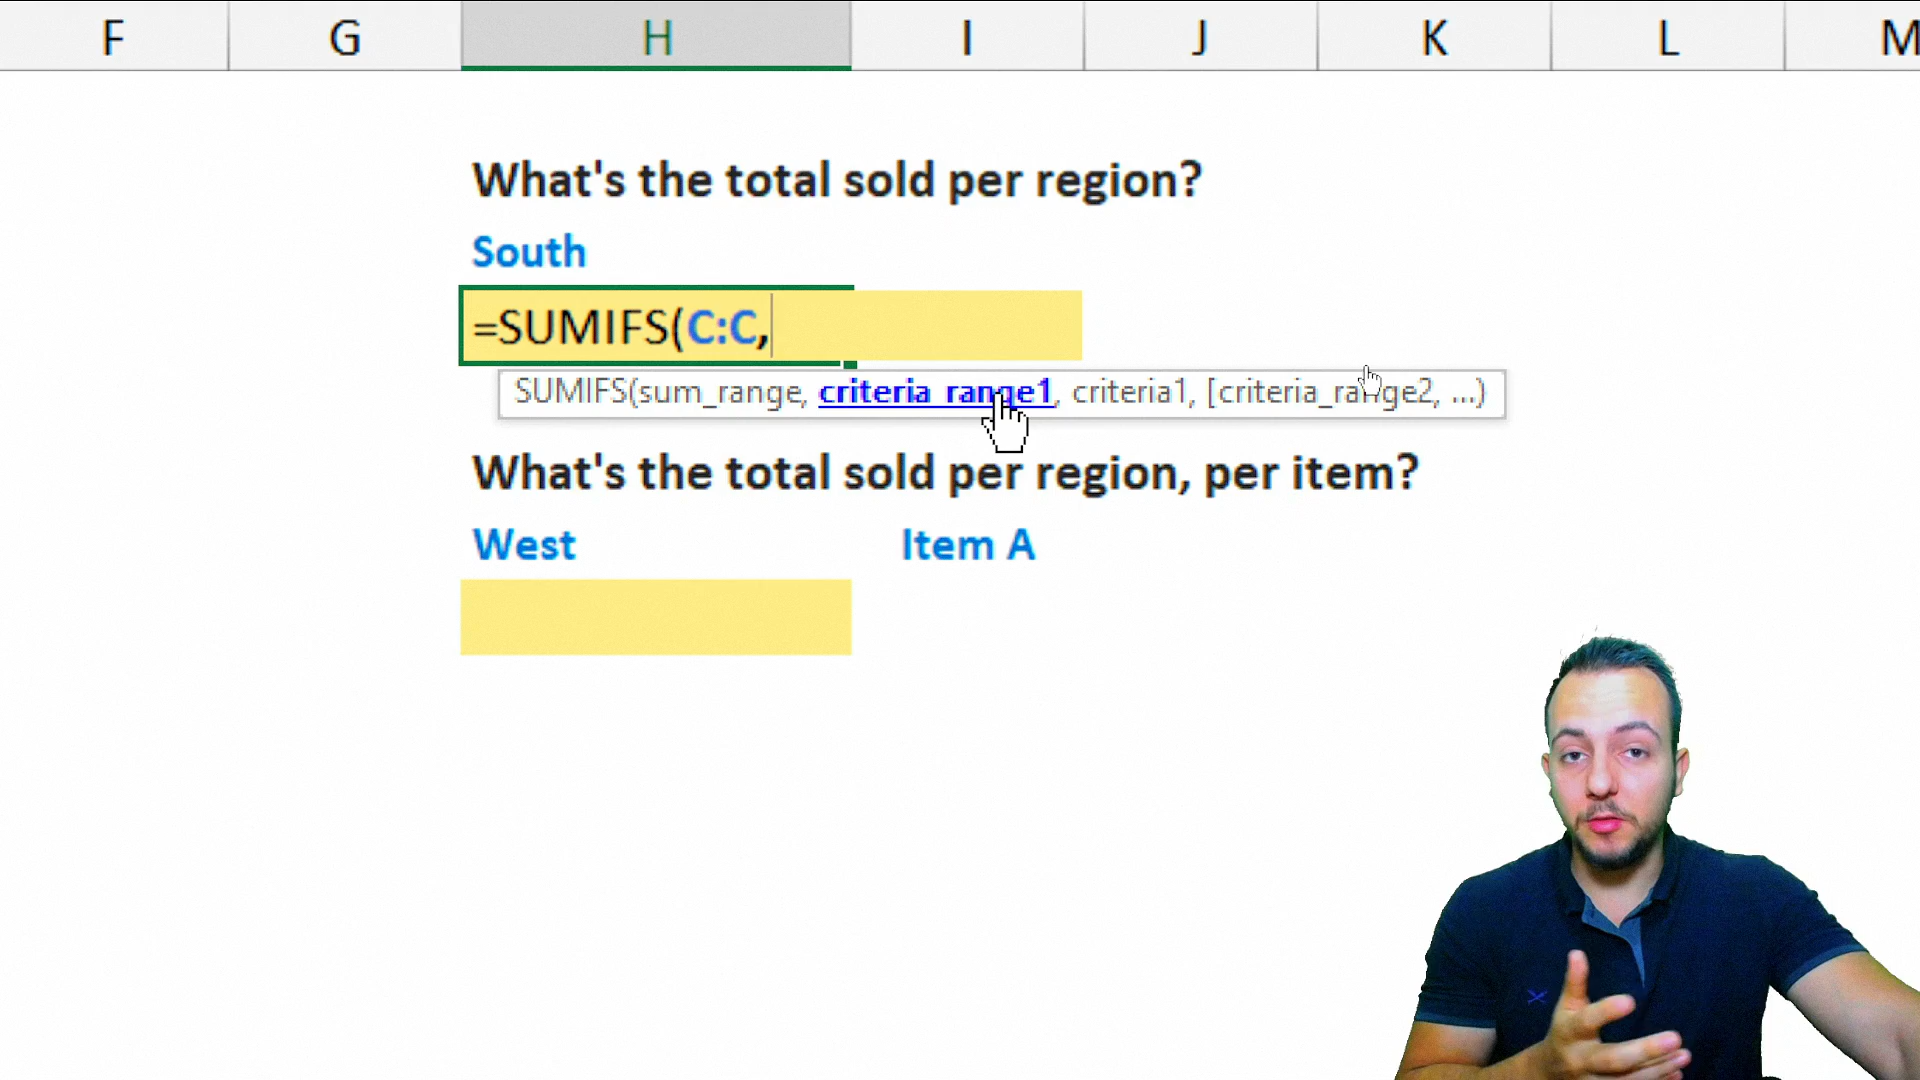 F G H I J K L M
What's the total sold per region?
South
=SUMIFS(C:C,
SUMIFS(sum_range, criteria_range1, criteria1, [criteria_range2, ...)
What's the total sold per region, per item?
West Item A